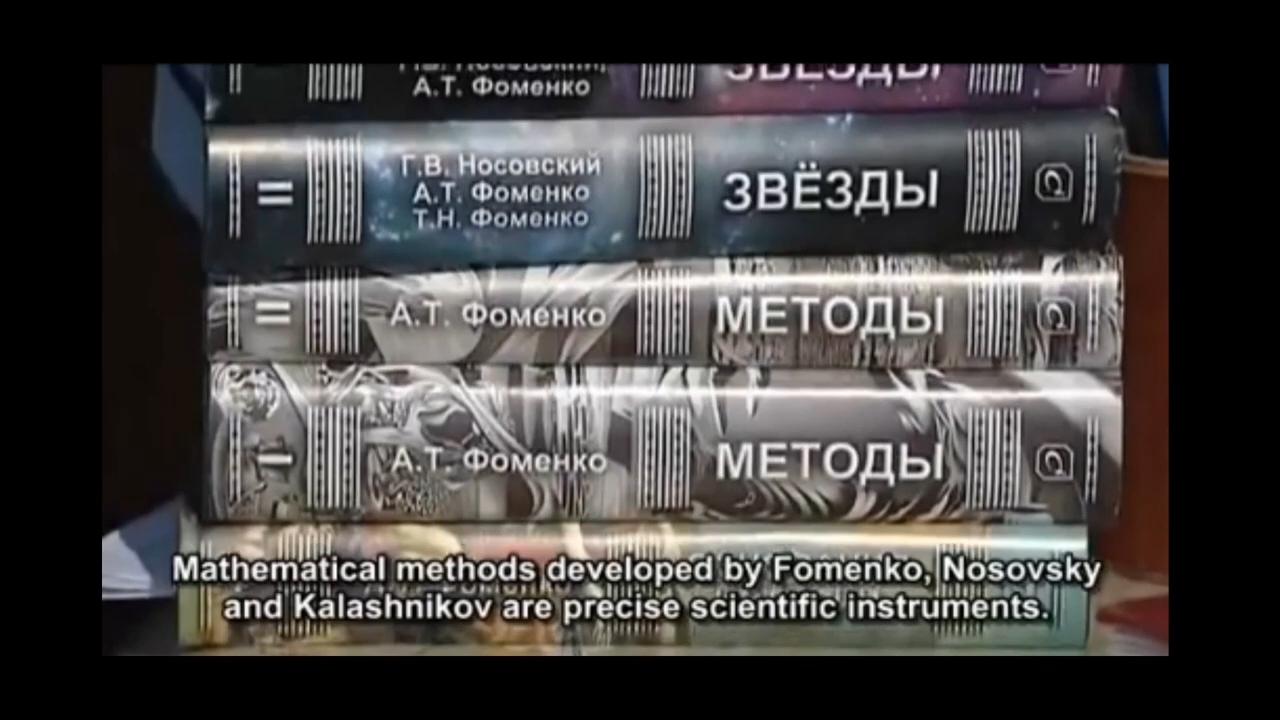 А.Т. Фоменко
ЗВЁЗДЫ
=
Г.В. Носовский
А.Т. Фоменко
Т.Н. Фоменко
ЗВЁЗДЫ
=
А.Т. Фоменко
МЕТОДЫ
–
А.Т. Фоменко
МЕТОДЫ
Mathematical methods developed by Fomenko, Nosovsky
and Kalashnikov are precise scientific instruments.